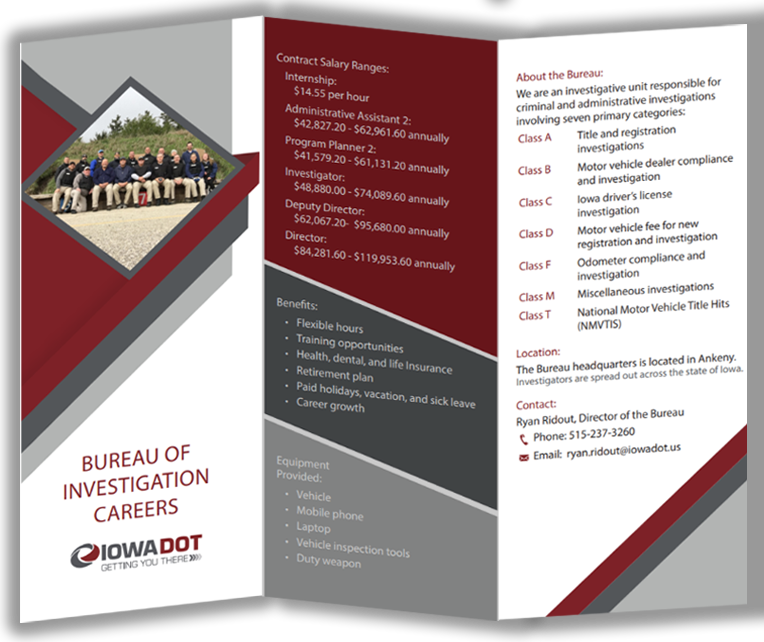 BUREAU OF
INVESTIGATION
CAREERS
IOWADOT
GETTING YOU THERE
Contract Salary Ranges:
Internship:
$14.55 per hour
Administrative Assistant 2:
$42,827.20 - $62,961.60 annually
Program Planner 2:
$41,579.20 - $61,131.20 annually
Investigator:
$48,880.00 - $74,089.60 annually
Deputy Director:
$62,067.20- $95,680.00 annually
Director:
$84,281.60 - $119,953.60 annually
Benefits:
• Flexible hours
• Training opportunities
• Health, dental, and life Insurance
• Retirement plan
• Paid holidays, vacation, and sick leave
• Career growth
Equipment
Provided:
• Vehicle
• Mobile phone
• Laptop
• Vehicle inspection tools
• Duty weapon
About the Bureau:
We are an investigative unit responsible for
criminal and administrative investigations
involving seven primary categories:
Class A Title and registration
investigations
Class B Motor vehicle dealer compliance
and investigation
Class C Iowa driver's license
investigation
Class D Motor vehicle fee for new
registration and investigation
Class F Odometer compliance and
investigation
Class M Miscellaneous investigations
Class T National Motor Vehicle Title Hits
(NMVTIS)
Location:
The Bureau headquarters is located in Ankeny.
Investigators are spread out across the state of Iowa.
Contact:
Ryan Ridout, Director of the Bureau
Phone: 515-237-3260
Email: ryan.ridout@iowadot.us